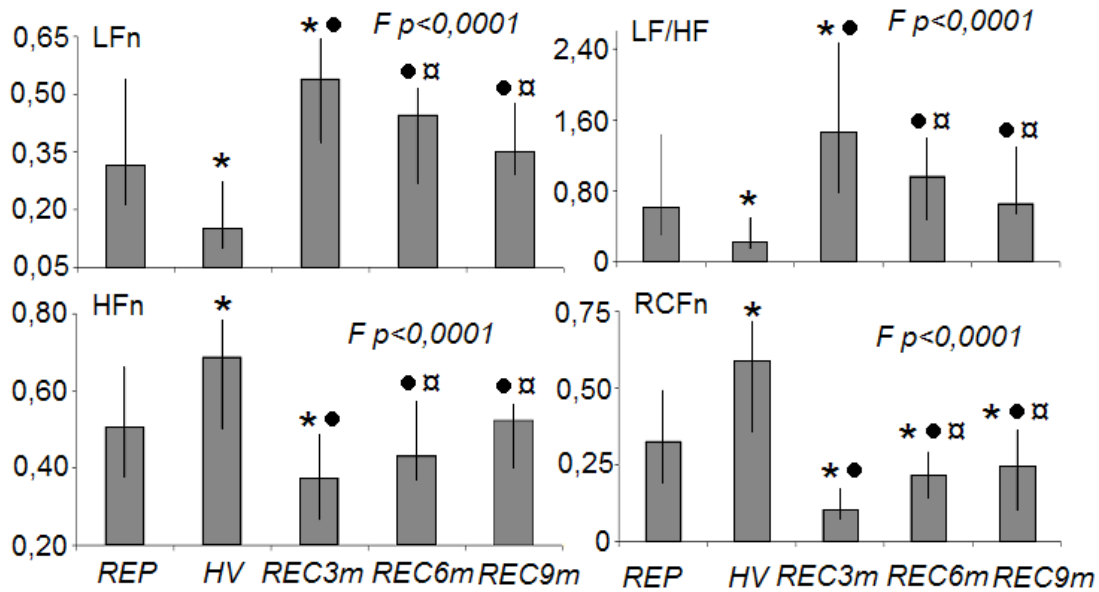 LFn
F p<0,0001
0,65
0,50
0,35
0,20
0,05
* ●
● ¤
● ¤
*
LF/HF
F p<0,0001
2,40
1,60
0,80
0
* ●
● ¤
● ¤
*
HFn
F p<0,0001
0,80
0,60
0,40
0,20
*
* ●
● ¤
● ¤
REP HV REC3m REC6m REC9m
RCFn
F p<0,0001
0,75
0,50
0,25
0
*
* ●
* ● ¤
* ● ¤
REP HV REC3m REC6m REC9m